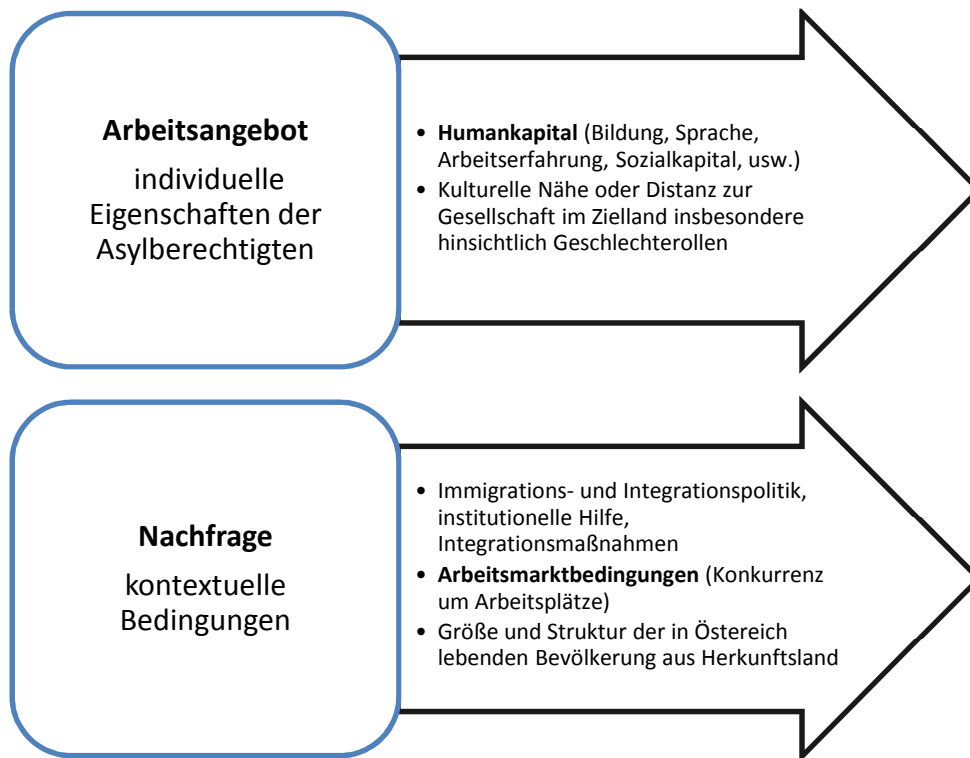 Arbeitsangebot
individuelle
Eigenschaften der
Asylberechtigten
• Humankapital (Bildung, Sprache,
Arbeitserfahrung, Sozialkapital, usw.)
• Kulturelle Nähe oder Distanz zur
Gesellschaft im Zielland insbesondere
hinsichtlich Geschlechterollen
Nachfrage
kontextuelle
Bedingungen
• Immigrations- und Integrationspolitik,
institutionelle Hilfe,
Integrationsmaßnahmen
• Arbeitsmarktbedingungen (Konkurrenz
um Arbeitsplätze)
• Größe und Struktur der in Östereich
lebenden Bevölkerung aus Herkunftsland